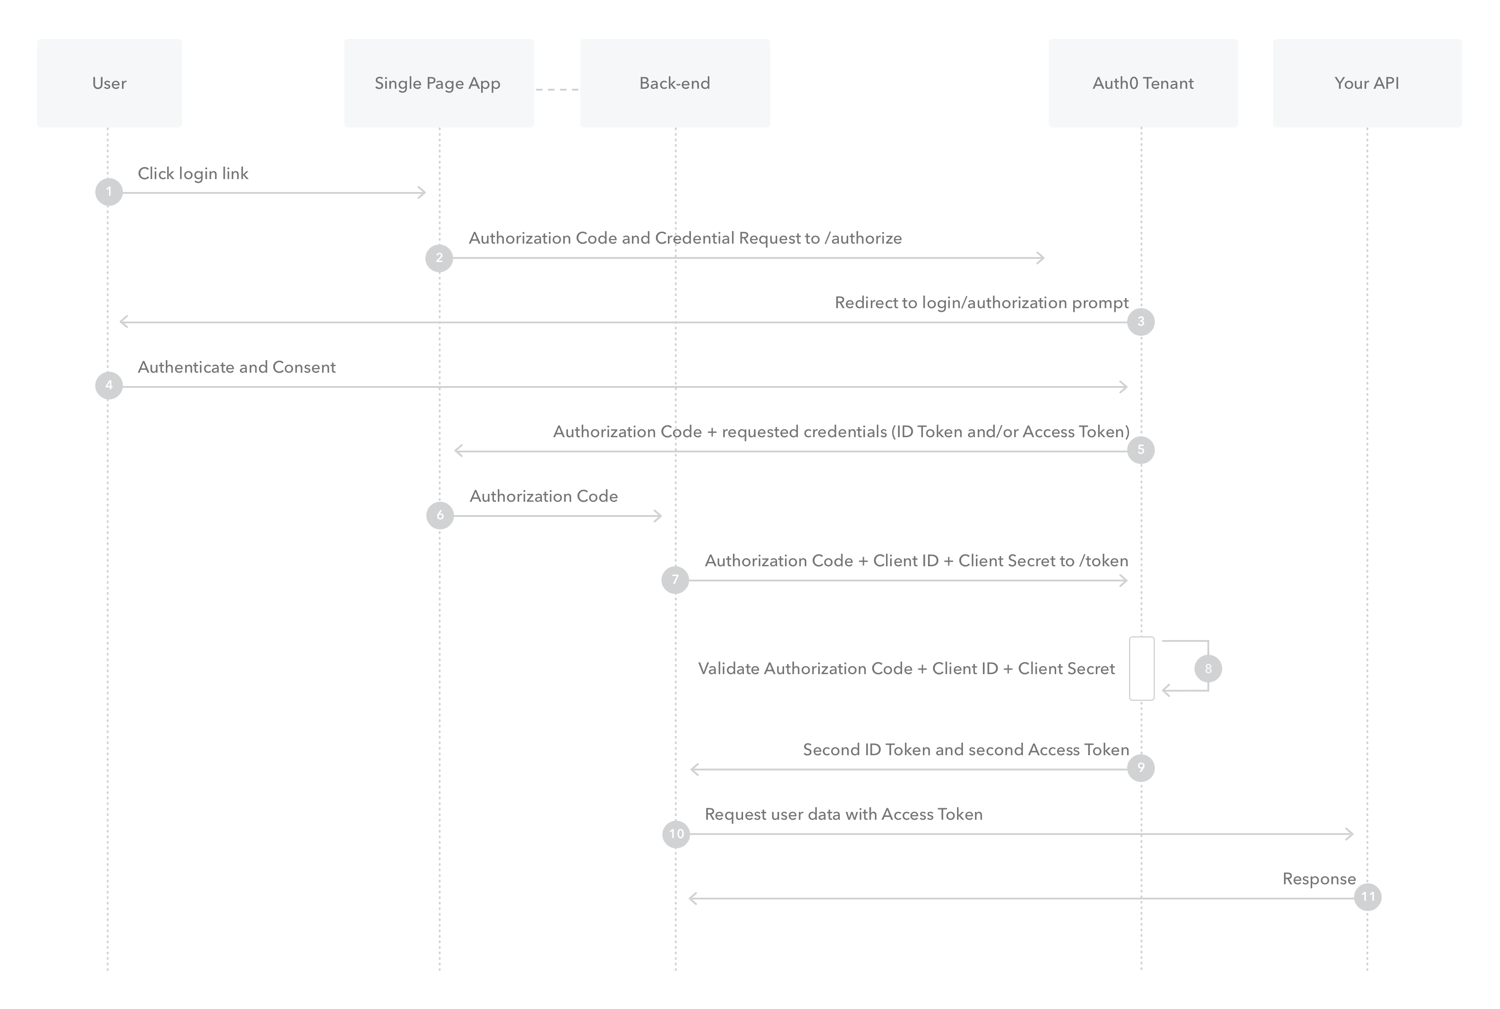 User
Single Page App
Back-end
Auth0 Tenant
Your API
Click login link
1
Authorization Code and Credential Request to /authorize
2
Redirect to login/authorization prompt
3
Authenticate and Consent
4
Authorization Code + requested credentials (ID Token and/or Access Token)
5
Authorization Code
6
Authorization Code + Client ID + Client Secret to /token
7
Validate Authorization Code + Client ID + Client Secret
8
Second ID Token and second Access Token
9
Request user data with Access Token
10
Response
11